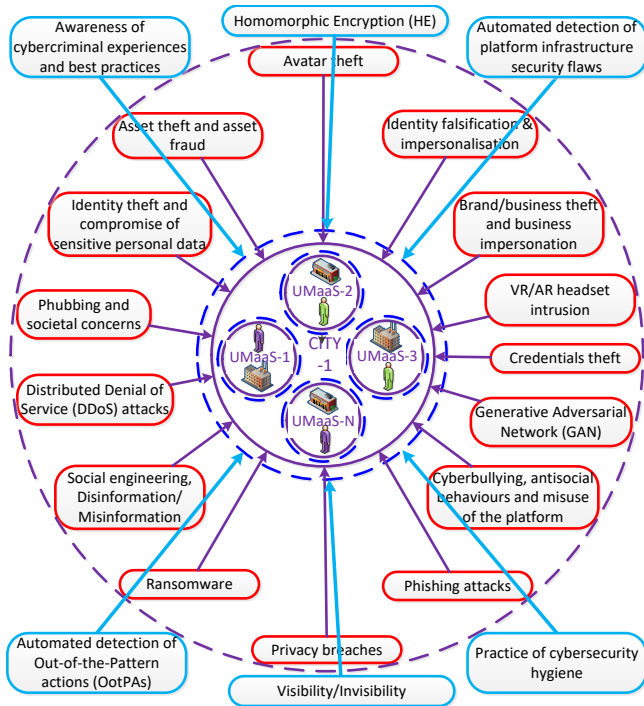 Awareness of
cybercriminal experiences
and best practices
Homomorphic Encryption (HE)
Automated detection of
platform infrastructure
security flaws
Avatar theft
Asset theft and asset
fraud
Identity falsification &
impersonalisation
Identity theft and
compromise of
sensitive personal data
Brand/business theft
and business
impersonation
UMaaS-2
Phubbing and
societal concerns
VR/AR headset
intrusion
UMaaS-1
CITY
-1
UMaaS-3
Credentials theft
Distributed Denial of
Service (DDoS) attacks
Generative Adversarial
Network (GAN)
UMaaS-N
Social engineering,
Disinformation/
Misinformation
Cyberbullying, antisocial
behaviours and misuse
of the platform
Ransomware
Phishing attacks
Privacy breaches
Automated detection of
Out-of-the-Pattern
actions (OotPAs)
Visibility/Invisibility
Practice of cybersecurity
hygiene